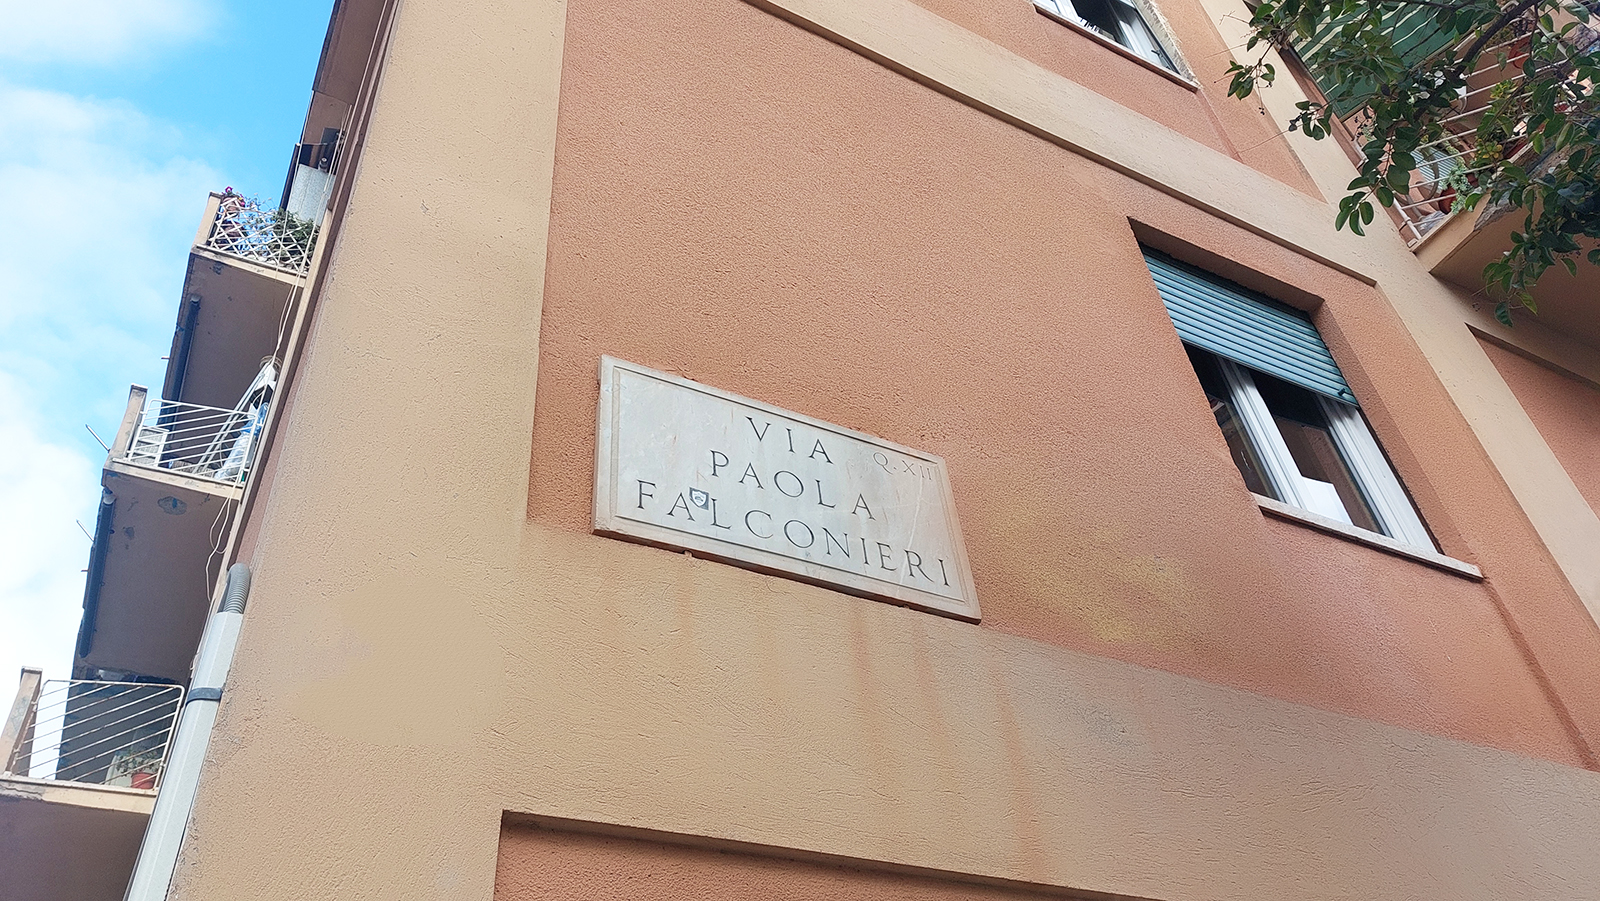 VIA
Q. XII
PAOLA
FALCONIERI